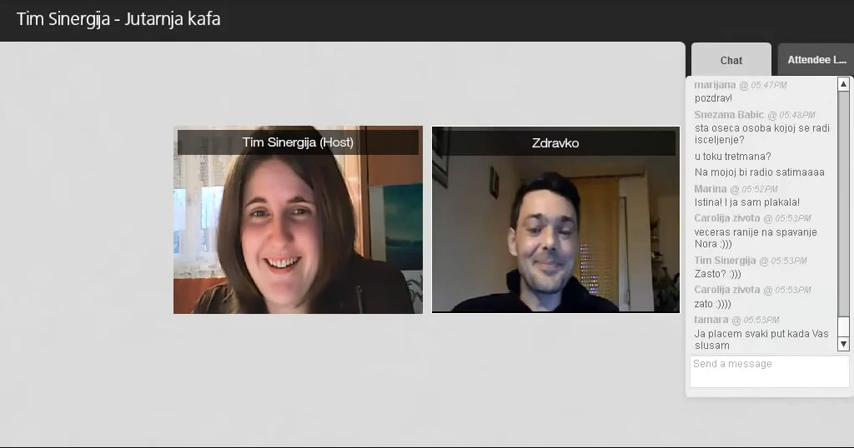 Tim Sinergija - Jutarnja kafa
Tim Sinergija (Host)
Zdravko
Chat
Attendee L...
marijana @ 05:47PM
pozdrav!
Snezana Babic @ 05:48PM
sta oseca osoba kojoj se radi
isceljenje?
u toku tretmana?
Na mojoj bi radio satimaaaa
Marina @ 05:52PM
Istina! I ja sam plakala!
Carolija zivota @ 05:53PM
veceras ranije na spavanje
Nora :)))
Tim Sinergija @ 05:53PM
Zasto? :)))
Carolija zivota @ 05:53PM
zato :))))
tamara @ 05:53PM
Ja placem svaki put kada Vas
slusam
Send a message